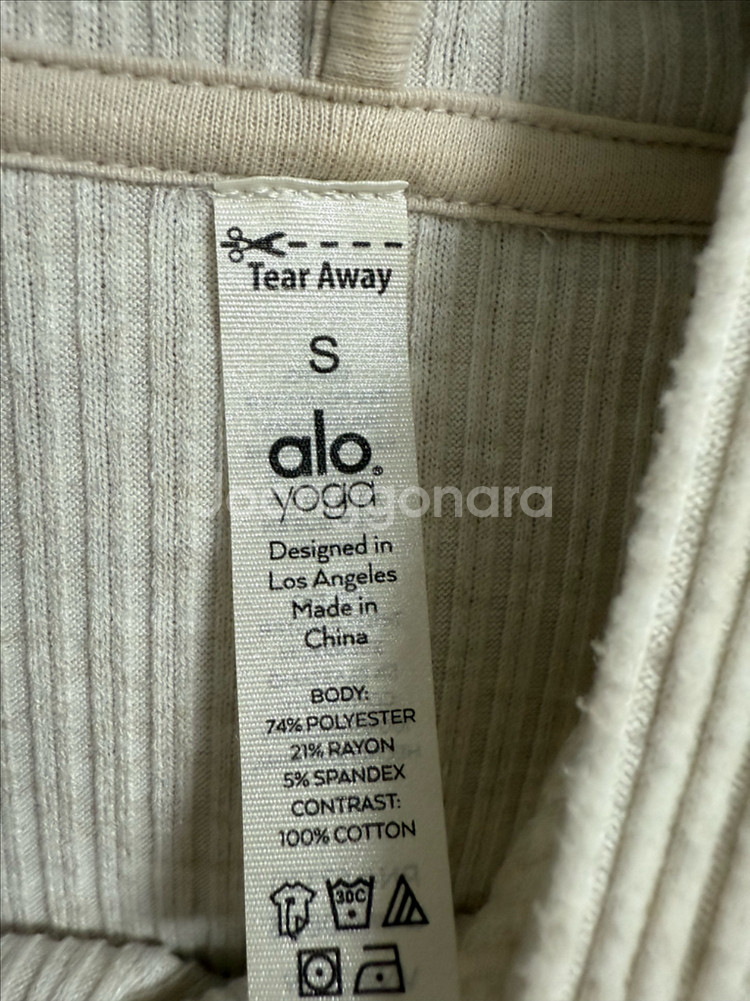 Tear Away
S
alo®
yoga
Designed in
Los Angeles
Made in
China
BODY:
74% POLYESTER
21% RAYON
5% SPANDEX
CONTRAST:
100% COTTON
30C